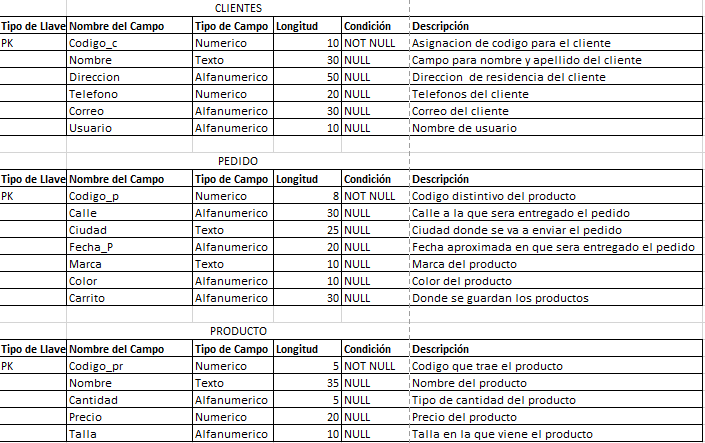 CLIENTES
Tipo de Llave Nombre del Campo Tipo de Campo Longitud Condición Descripción
PK Codigo_c Numerico 10 NOT NULL Asignacion de codigo para el cliente
Nombre Texto 30 NULL Campo para nombre y apellido del cliente
Direccion Alfanumerico 50 NULL Direccion de residencia del cliente
Telefono Numerico 20 NULL Telefonos del cliente
Correo Alfanumerico 30 NULL Correo del cliente
Usuario Alfanumerico 10 NULL Nombre de usuario
PEDIDO
Tipo de Llave Nombre del Campo Tipo de Campo Longitud Condición Descripción
PK Codigo_p Numerico 8 NOT NULL Codigo distintivo del producto
Calle Alfanumerico 30 NULL Calle a la que sera entregado el pedido
Ciudad Texto 25 NULL Ciudad donde se va a enviar el pedido
Fecha_P Alfanumerico 20 NULL Fecha aproximada en que sera entregado el pedido
Marca Texto 10 NULL Marca del producto
Color Alfanumerico 10 NULL Color del producto
Carrito Alfanumerico 30 NULL Donde se guardan los productos
PRODUCTO
Tipo de Llave Nombre del Campo Tipo de Campo Longitud Condición Descripción
PK Codigo_pr Numerico 5 NOT NULL Codigo que trae el producto
Nombre Texto 35 NULL Nombre del producto
Cantidad Alfanumerico 5 NULL Tipo de cantidad del producto
Precio Numerico 20 NULL Precio del producto
Talla Alfanumerico 10 NULL Talla en la que viene el producto